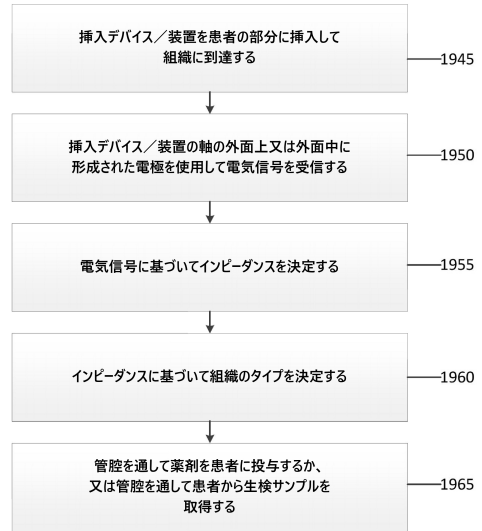 挿入デバイス／装置を患者の部分に挿入して
組織に到達する
1945
挿入デバイス／装置の軸の外面上又は外面中に
形成された電極を使用して電気信号を受信する
1950
電気信号に基づいてインピーダンスを決定する
1955
インピーダンスに基づいて組織のタイプを決定する
1960
管腔を通して薬剤を患者に投与するか、
又は管腔を通して患者から生検サンプルを
取得する
1965